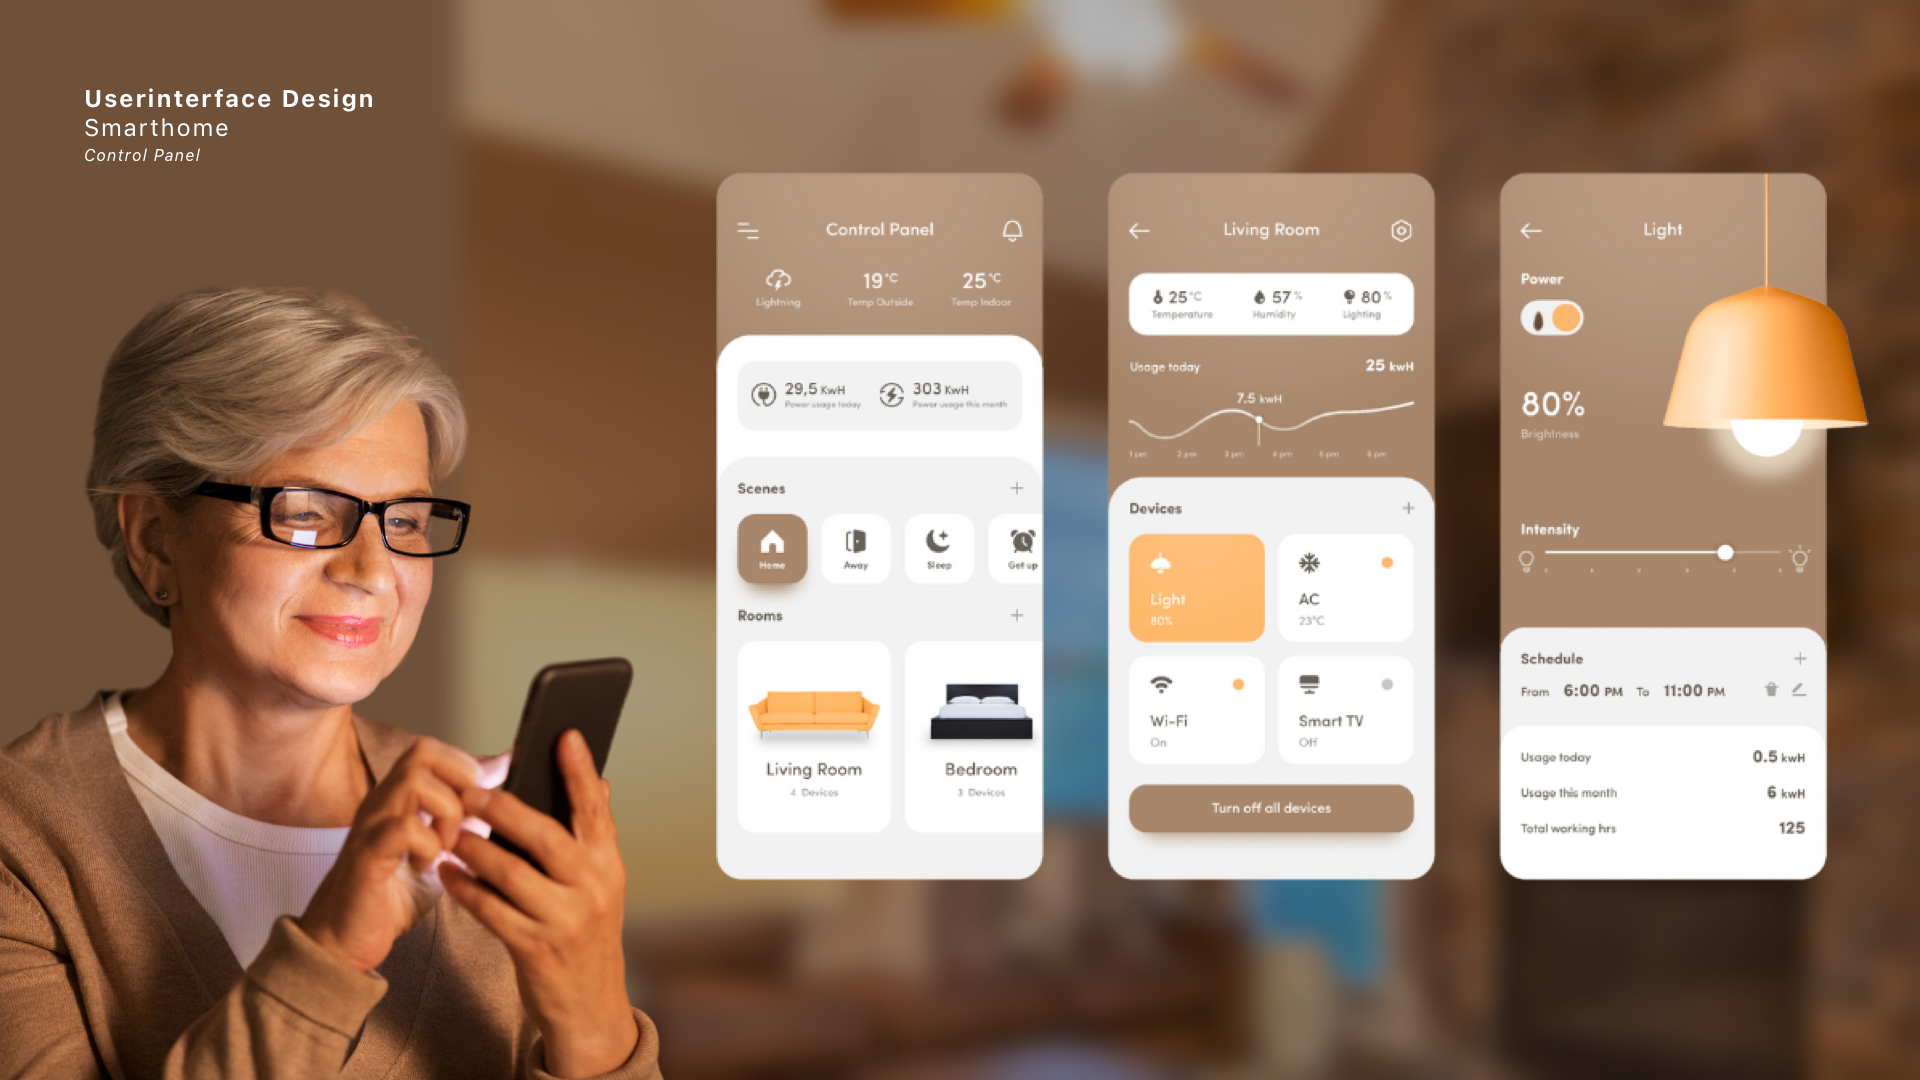 Userinterface Design
Smarthome
Control Panel
Control Panel
19°C
25°C
Lightning
Temp Outside
Temp Indoor
29,5 KwH
Power usage today
303 KwH
Power usage this month
Scenes
Home
Away
Sleep
Get up
Rooms
Living Room
4 Devices
Bedroom
3 Devices
Living Room
25°C
Temperature
57%
Humidity
80%
Lighting
Usage today
25 kwH
7.5 kwH
1 pm 2 pm 3 pm 4 pm 5 pm 6 pm
Devices
Light
80%
AC
23°C
Wi-Fi
On
Smart TV
Off
Turn off all devices
Light
Power
80%
Brightness
Intensity
Schedule
From 6:00 PM To 11:00 PM
Usage today 0.5 kwH
Usage this month 6 kwH
Total working hrs 125